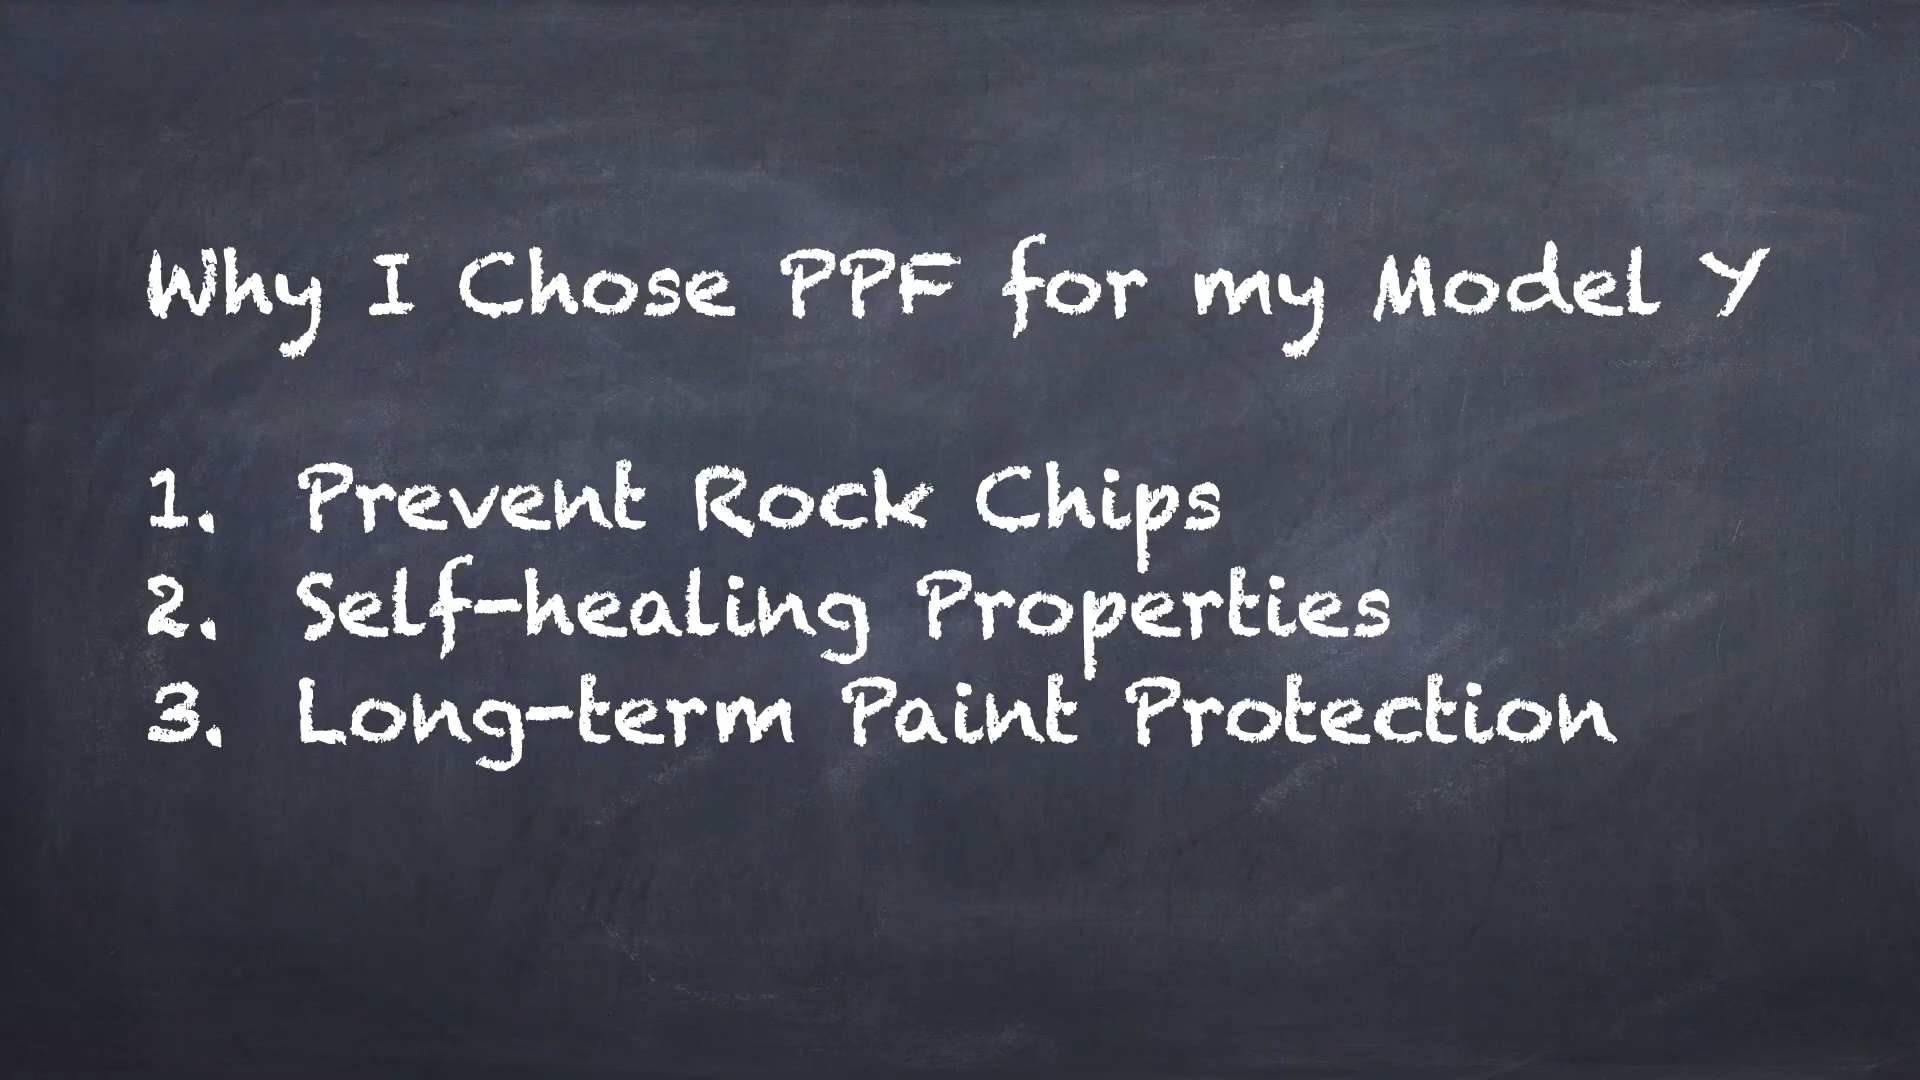 Why I Chose PPF for my Model Y
1. Prevent Rock Chips
2. Self-healing Properties
3. Long-term Paint Protection